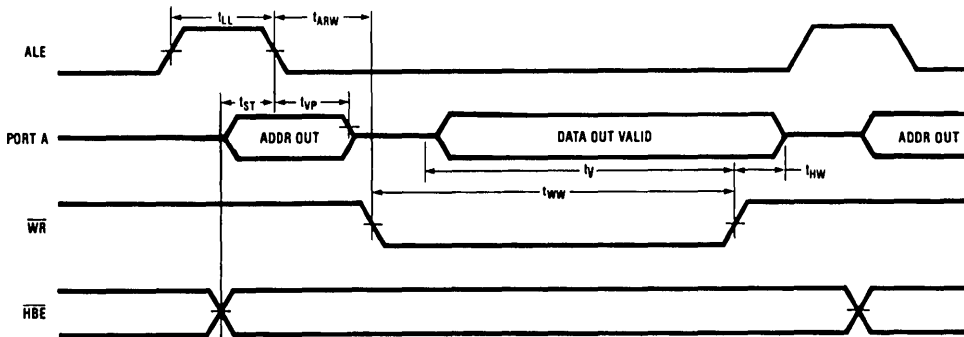 tLL
tARW
ALE
tST
tVP
PORT A
ADDR OUT
DATA OUT VALID
ADDR OUT
tV
tHW
tWW
WR
HBE